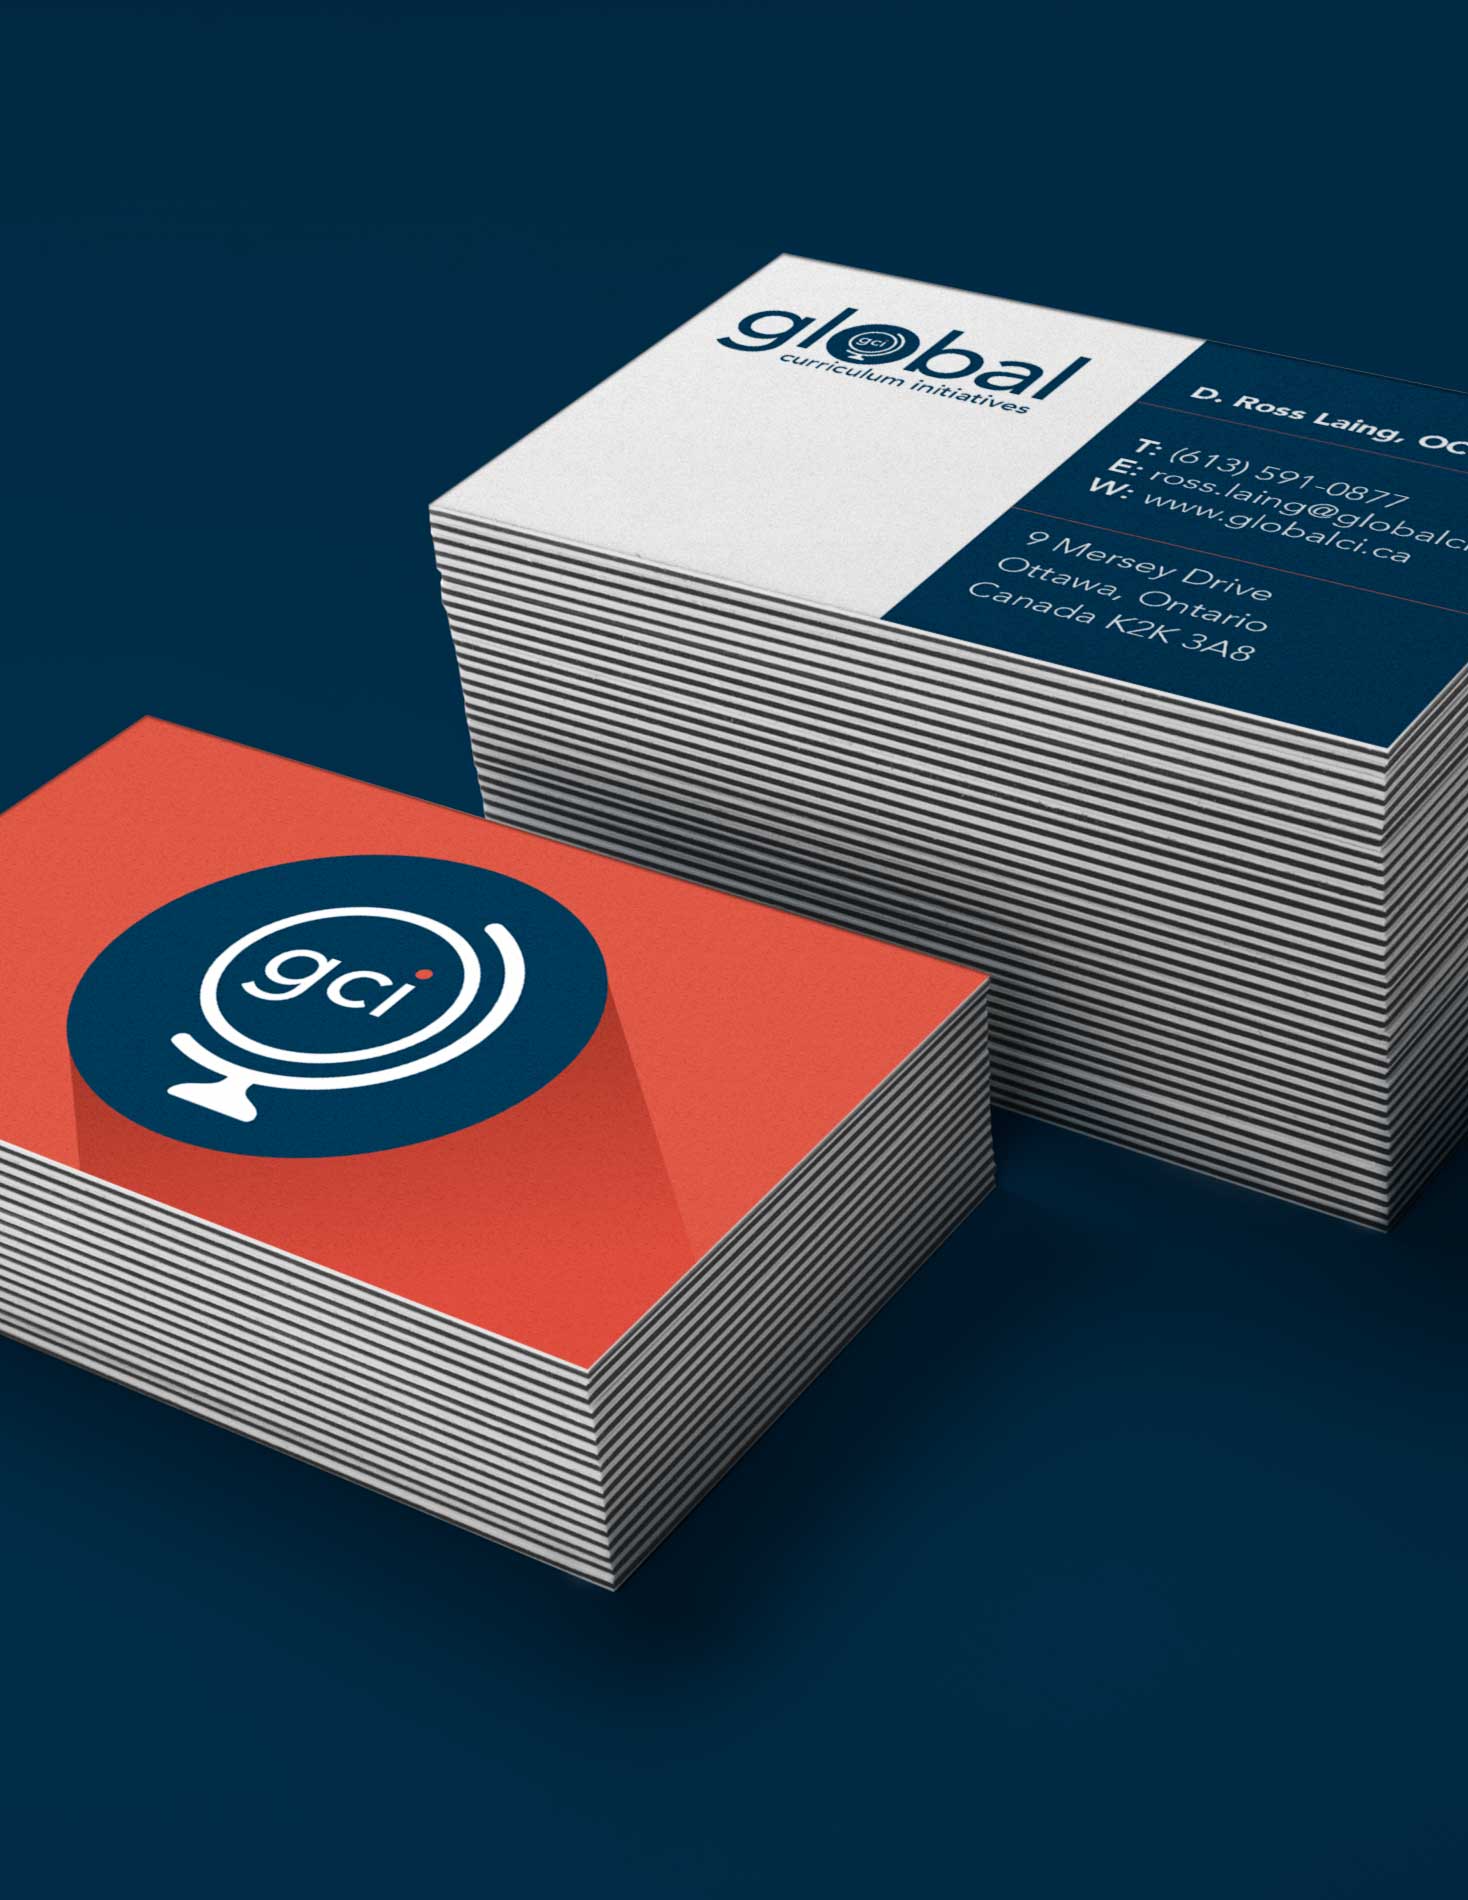 global
gci
curriculum initiatives
D. Ross Laing,
T: (613) 591-0877
E: ross.laing@globalci
W: www.globalci.ca
9 Mersey Drive
Ottawa, Ontario
Canada K2K 3A8
gci